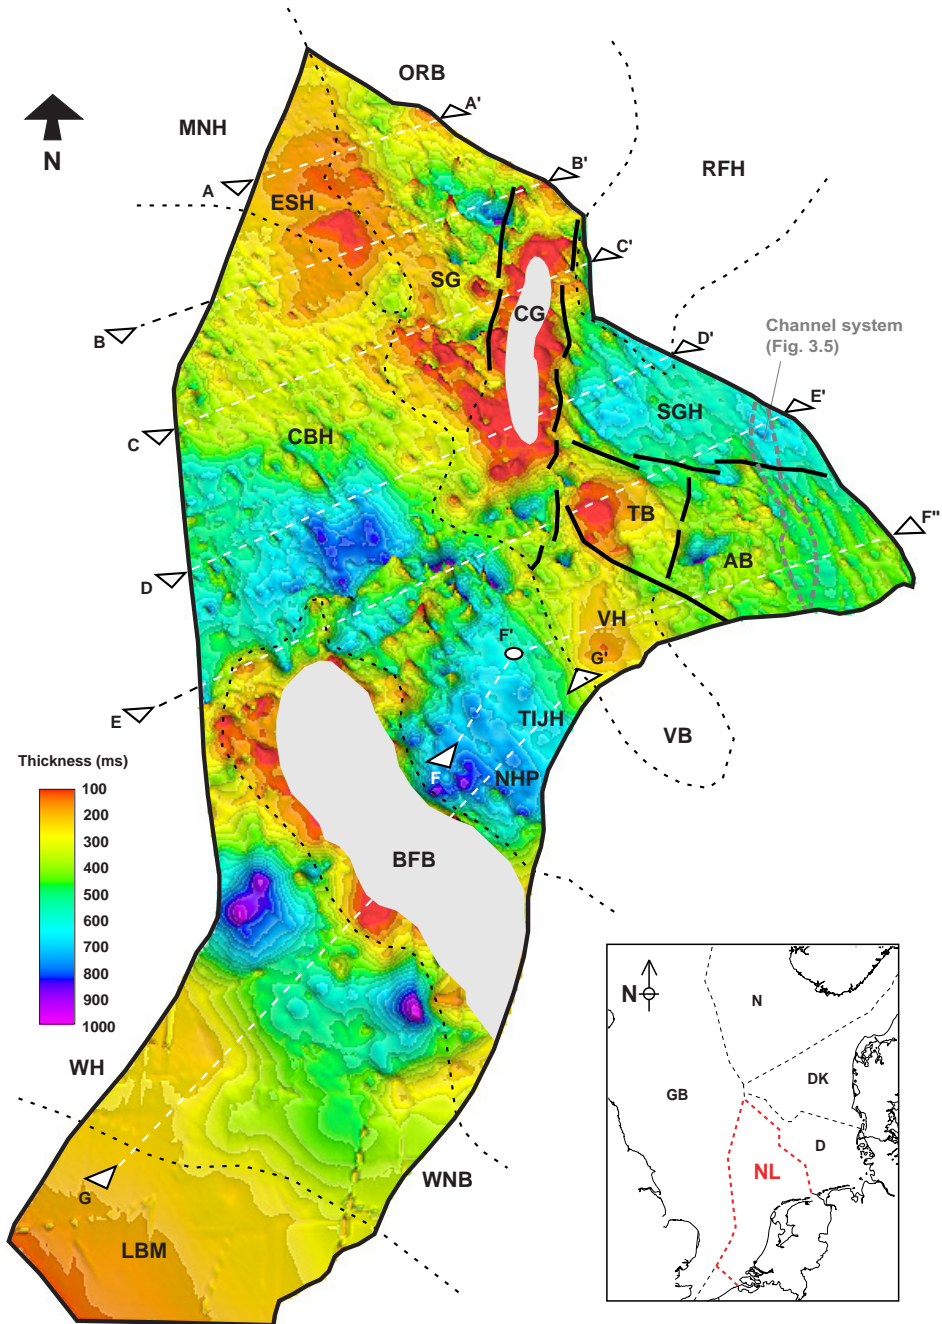 ORB
A'
MNH
N
B'
RFH
A
ESH
C'
SG
CG
B
Channel system
(Fig. 3.5)
D'
E'
SGH
C
CBH
TB
F"
AB
D
VH
F'
G'
E
TIJH
VB
Thickness (ms)
F
NHP
100
200
300
400
500
600
700
800
900
1000
BFB
N
N
WH
DK
GB
D
NL
WNB
G
LBM